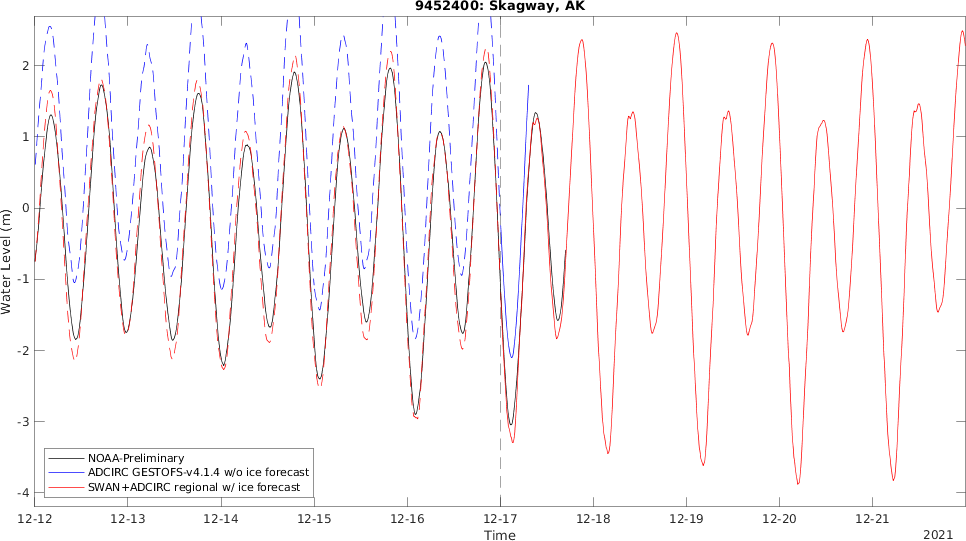 9452400: Skagway, AK
Water Level (m)
2
1
0
-1
-2
-3
-4
NOAA-Preliminary
ADCIRC GESTOFS-v4.1.4 w/o ice forecast
SWAN+ADCIRC regional w/ ice forecast
12-12 12-13 12-14 12-15 12-16 12-17 12-18 12-19 12-20 12-21
Time
2021